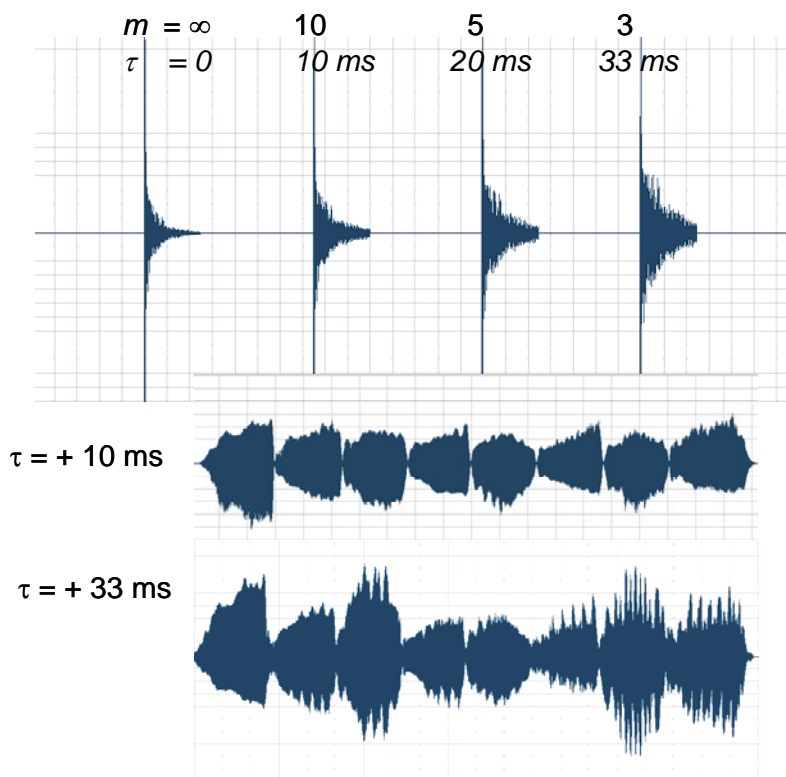 m = ∞ 10 5 3
τ = 0 10 ms 20 ms 33 ms
τ = + 10 ms
τ = + 33 ms